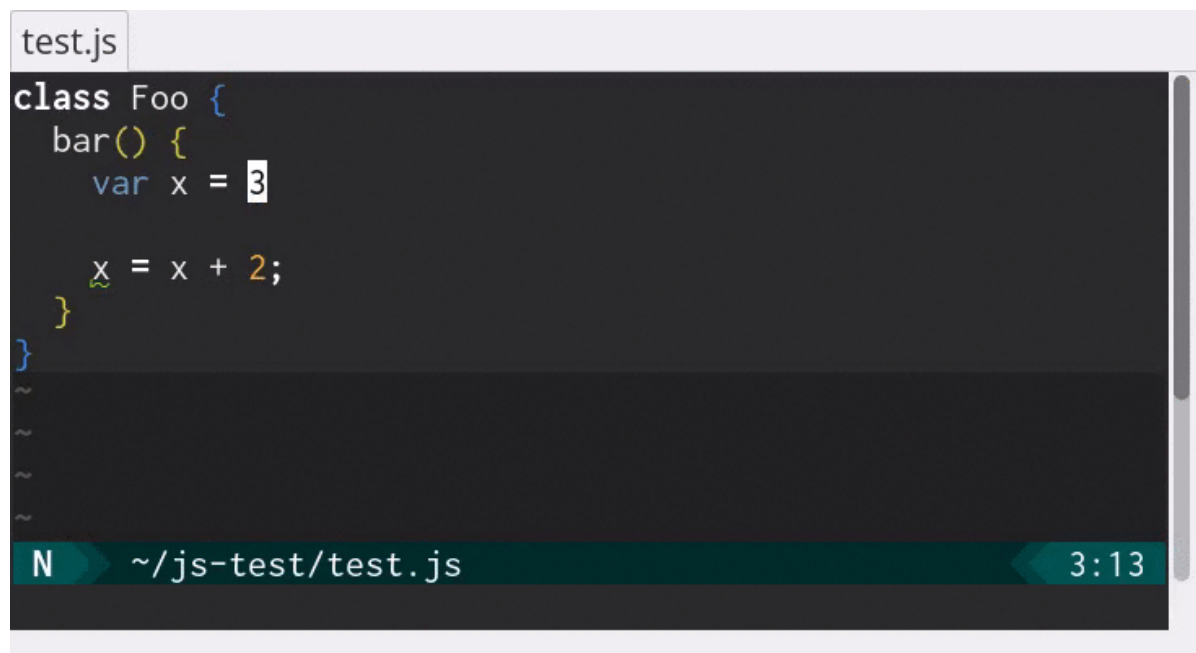 test.js
class Foo {
  bar() {
    var x = 3

    x = x + 2;
  }
}
~
~
~
~
N ~/js-test/test.js 3:13